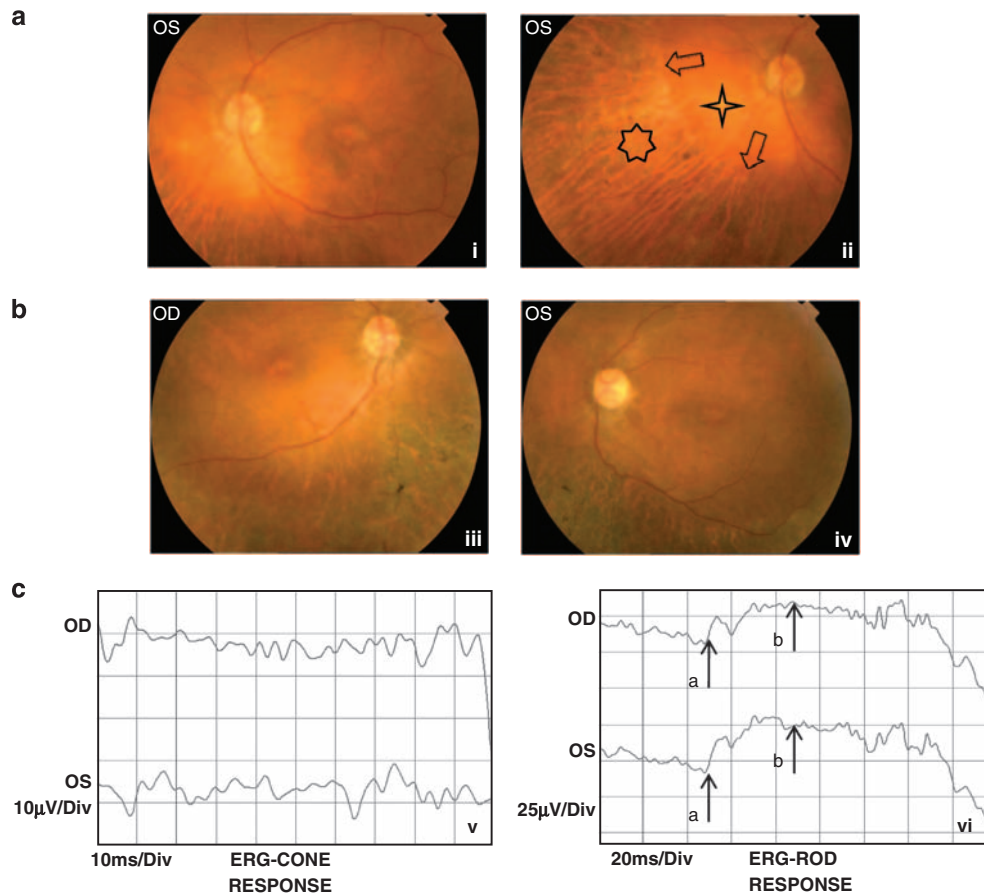 a
OS
i
OS
ii
b
OD
iii
OS
iv
c
OD
OS
10μV/Div
v
10ms/Div
ERG-CONE
RESPONSE
OD
a
b
OS
a
b
25μV/Div
vi
20ms/Div
ERG-ROD
RESPONSE